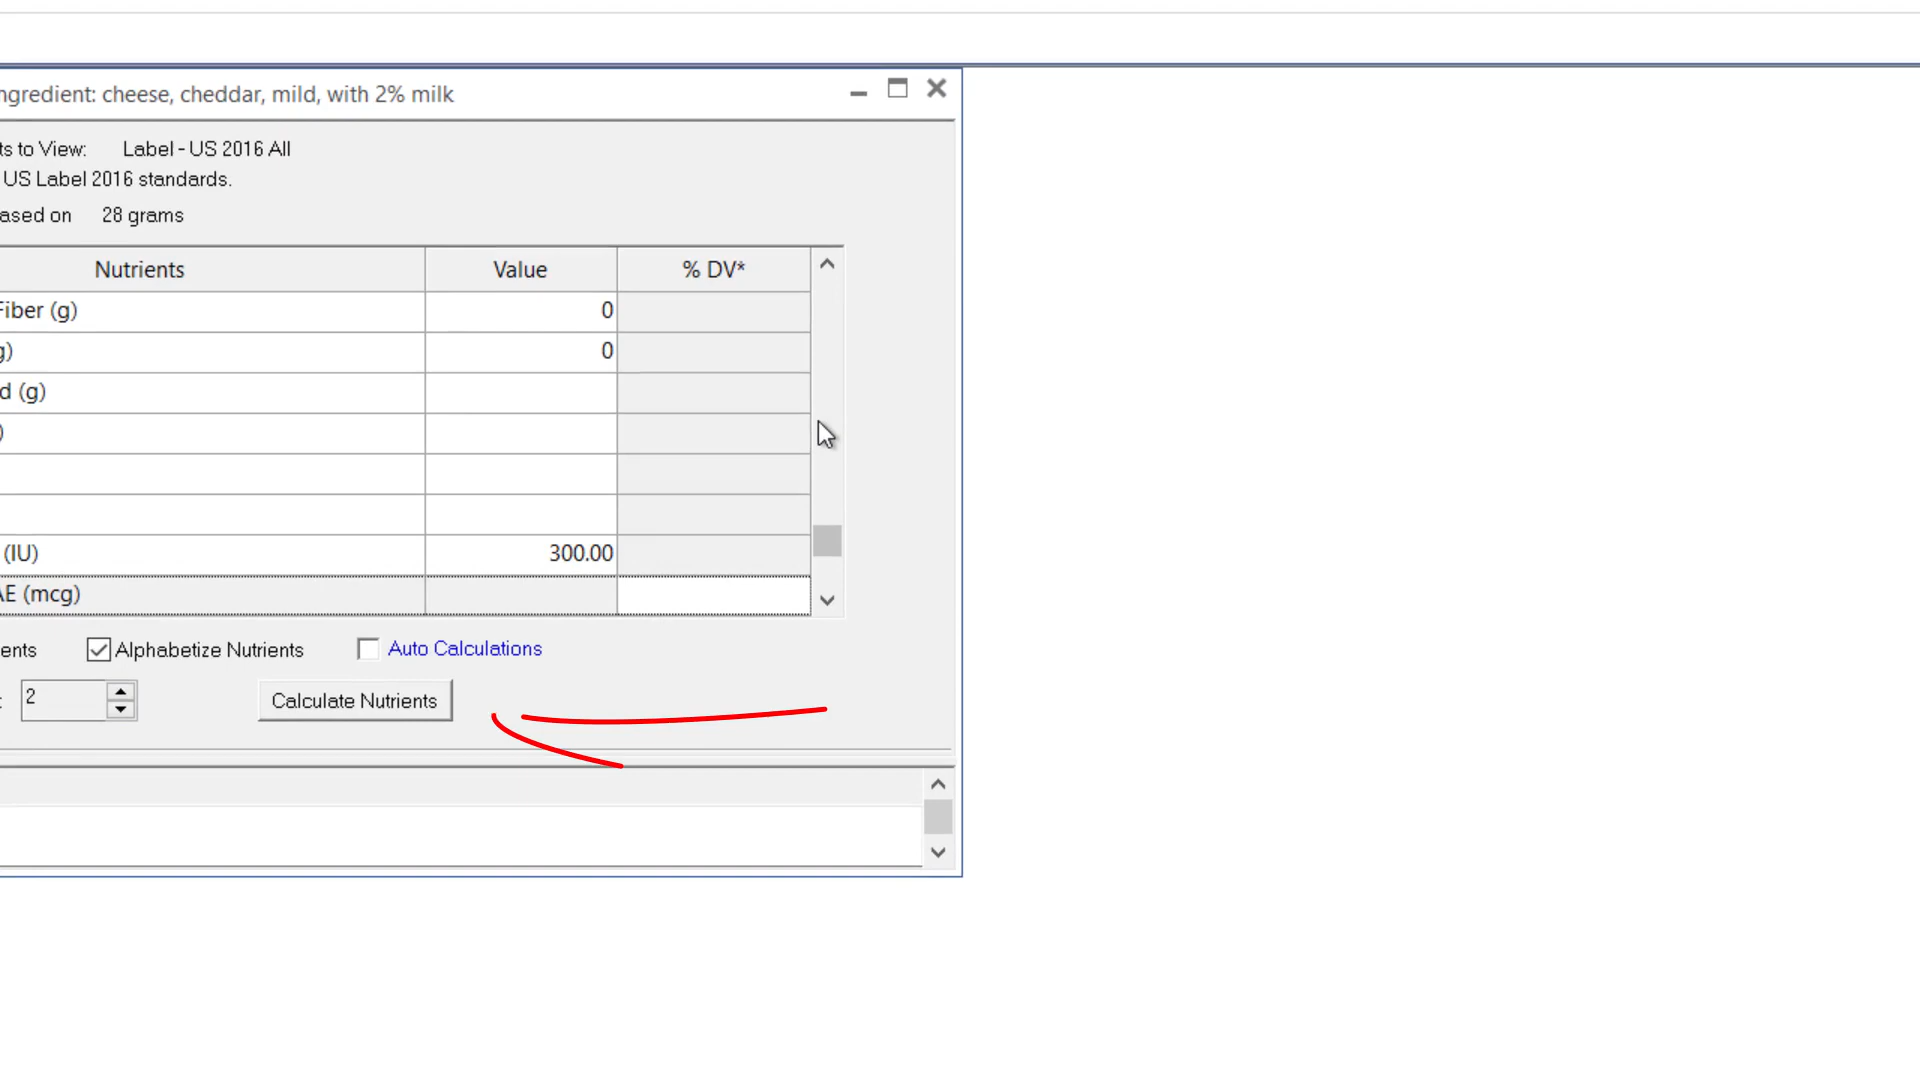 ngredient: cheese, cheddar, mild, with 2% milk
ts to View: Label - US 2016 All
US Label 2016 standards.
ased on 28 grams
Nutrients Value % DV*
Fiber (g) 0
g) 0
d (g)
)
(IU) 300.00
AE (mcg)
ents Alphabetize Nutrients Auto Calculations
: 2 Calculate Nutrients